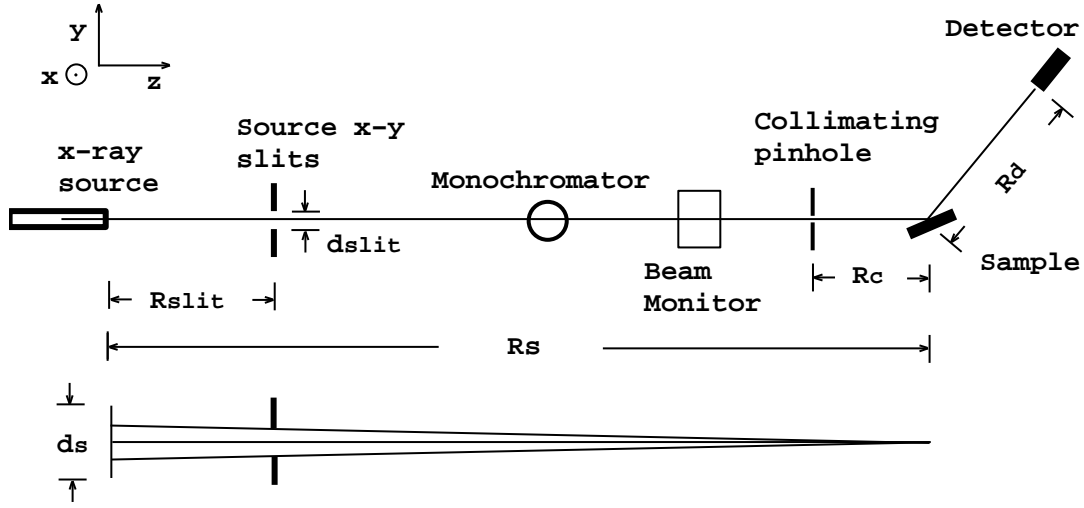 y
x
z
x-ray
source
Source x-y
slits
dslit
Rslit
Monochromator
Beam
Monitor
Collimating
pinhole
Rc
Detector
Rd
Sample
Rs
ds